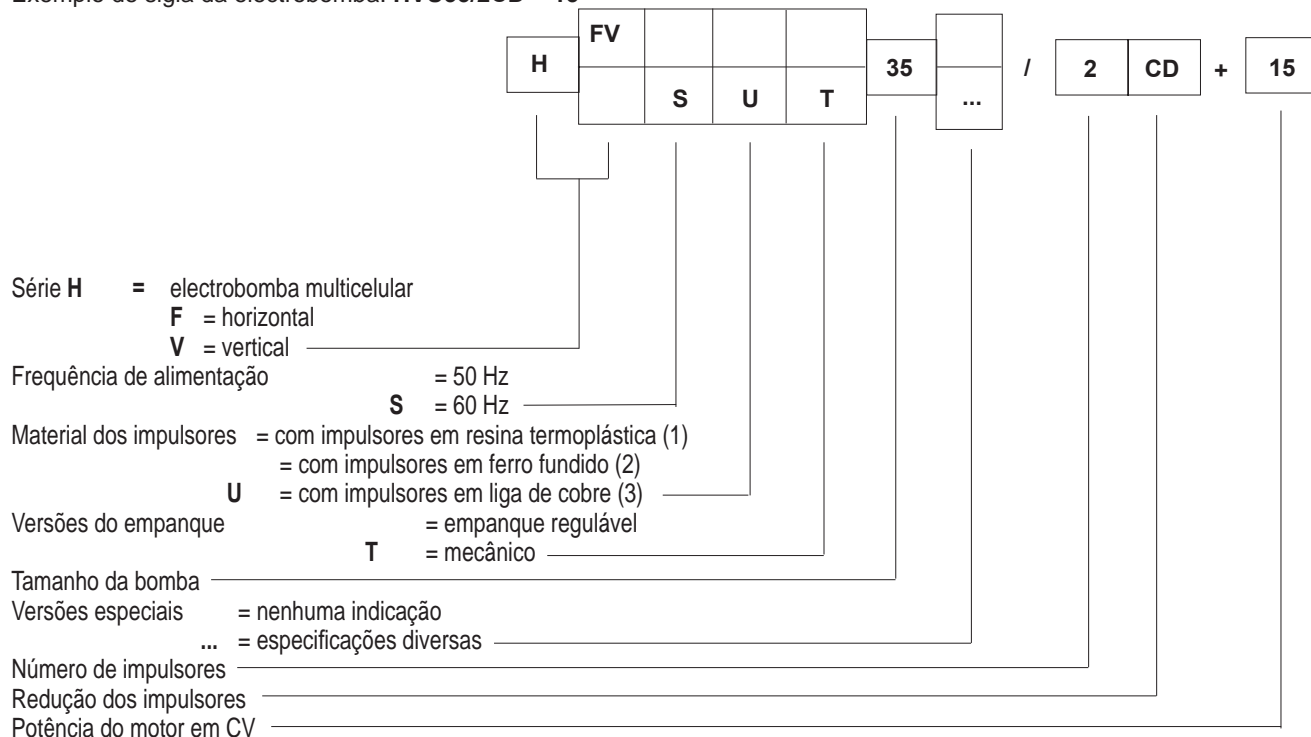 FV
H 35 / 2 CD + 15
S U T ...
Série H = electrobomba multicelular
F = horizontal
V = vertical
Frequência de alimentação = 50 Hz
S = 60 Hz
Material dos impulsores = com impulsores em resina termoplástica (1)
= com impulsores em ferro fundido (2)
U = com impulsores em liga de cobre (3)
Versões do empanque = empanque regulável
T = mecânico
Tamanho da bomba
Versões especiais = nenhuma indicação
... = especificações diversas
Número de impulsores
Redução dos impulsores
Potência do motor em CV